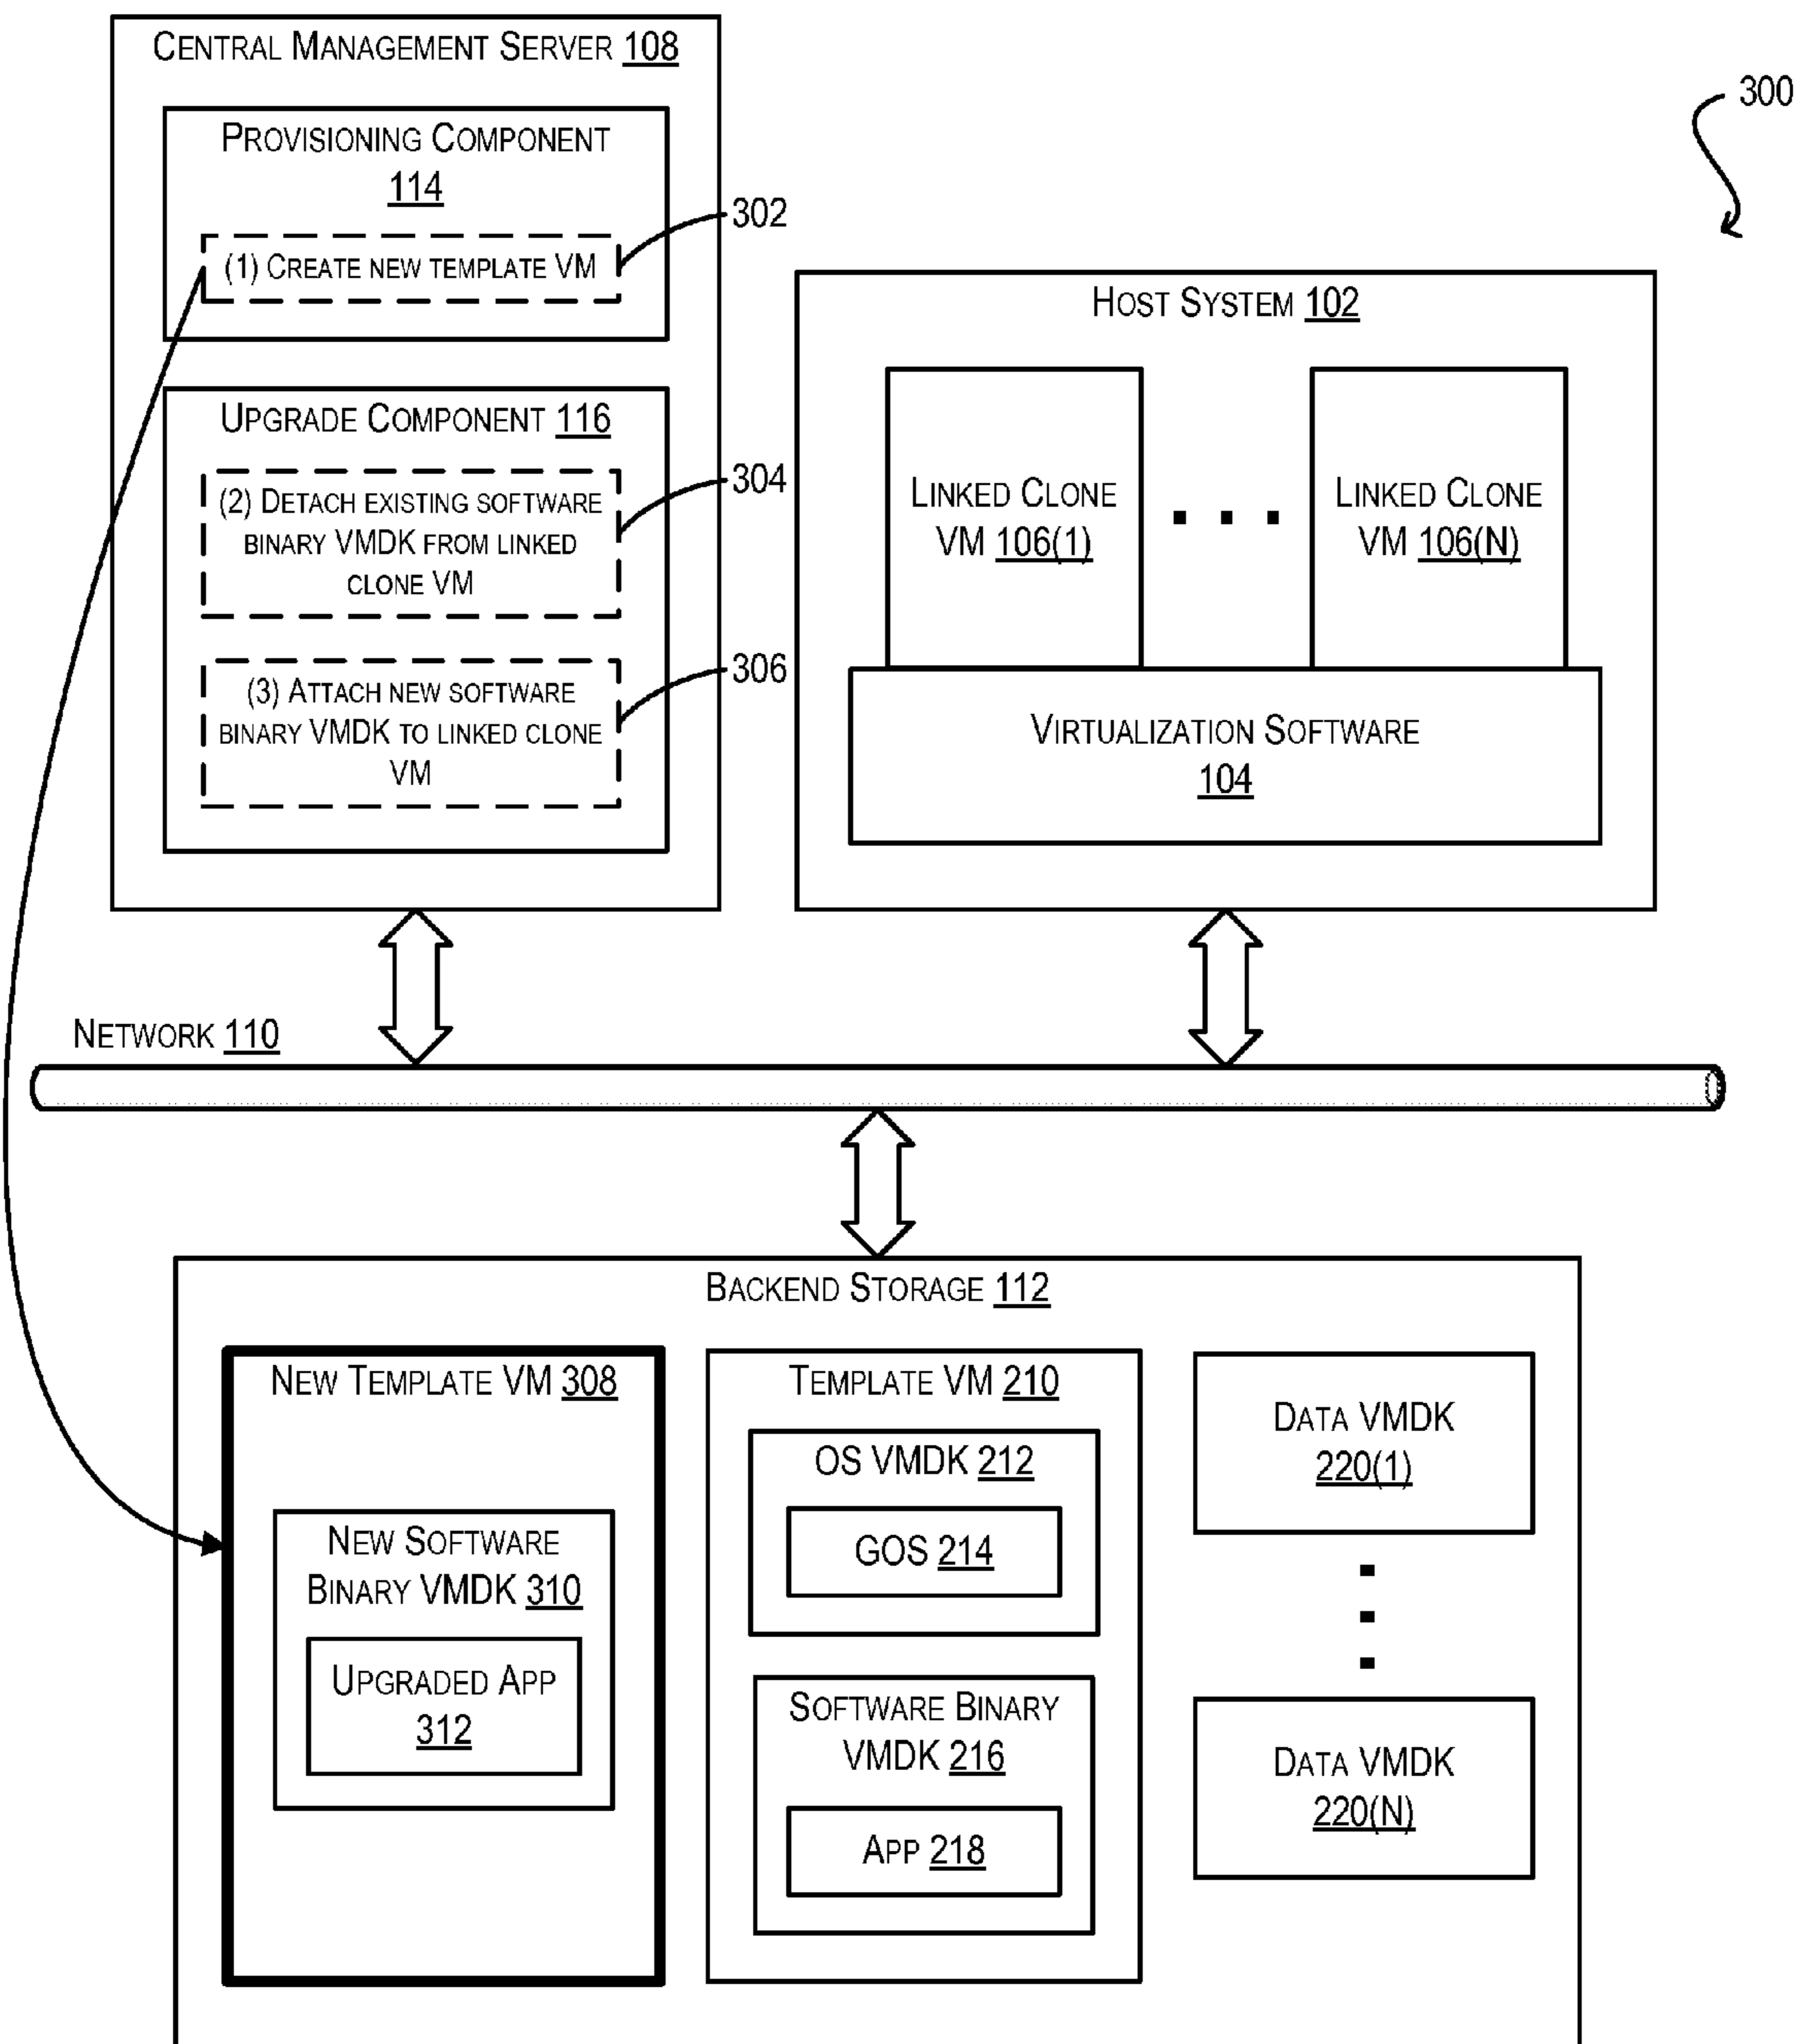 CENTRAL MANAGEMENT SERVER 108
PROVISIONING COMPONENT
114
(1) CREATE NEW TEMPLATE VM
302
UPGRADE COMPONENT 116
(2) DETACH EXISTING SOFTWARE
BINARY VMDK FROM LINKED
CLONE VM
304
(3) ATTACH NEW SOFTWARE
BINARY VMDK TO LINKED CLONE
VM
306
300
HOST SYSTEM 102
LINKED CLONE
VM 106(1)
. . .
LINKED CLONE
VM 106(N)
VIRTUALIZATION SOFTWARE
104
NETWORK 110
BACKEND STORAGE 112
NEW TEMPLATE VM 308
NEW SOFTWARE
BINARY VMDK 310
UPGRADED APP
312
TEMPLATE VM 210
OS VMDK 212
GOS 214
SOFTWARE BINARY
VMDK 216
APP 218
DATA VMDK
220(1)
DATA VMDK
220(N)